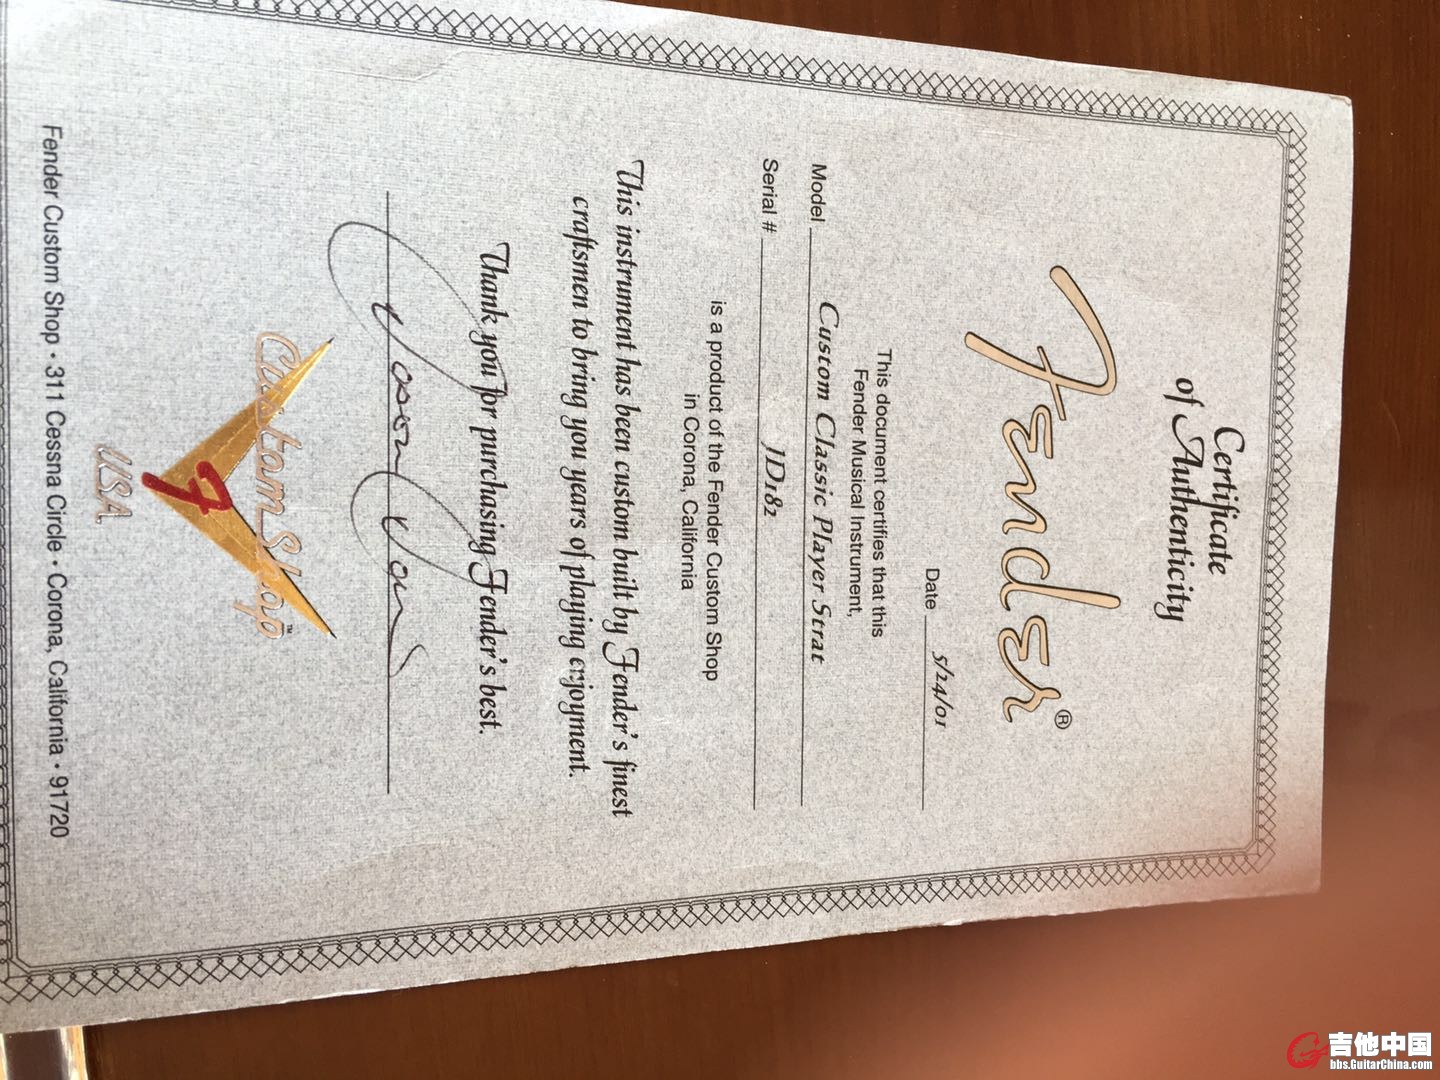 Certificate
of Authenticity
Fender®
Date 5/24/01
This document certifies that this
Fender Musical Instrument,
Model Custom Classic Player Strat
Serial # JD182
is a product of the Fender Custom Shop
in Corona, California
This instrument has been custom built by Fender's finest
craftsmen to bring you years of playing enjoyment.
Thank you for purchasing Fender's best.
Custom Shop™
USA
Fender Custom Shop • 311 Cessna Circle • Corona, California • 91720
吉他中国
bbs.GuitarChina.com